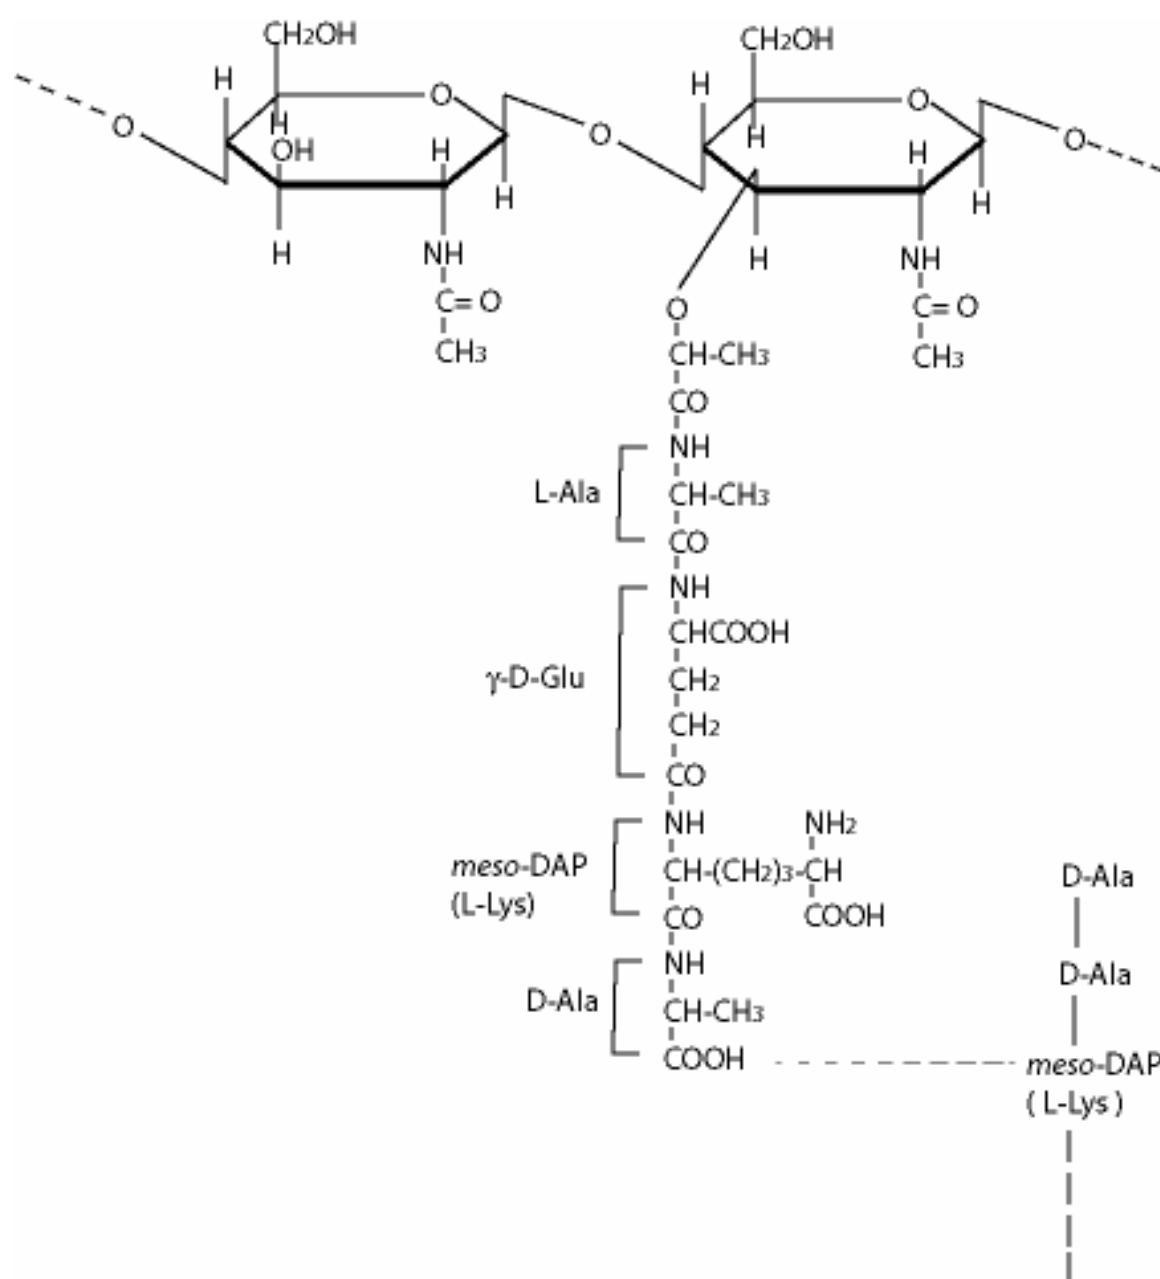 CH2OH CH2OH
H O H O
O H O H O
OH H H
H H
H NH H NH
C=O O C=O
CH3 CH-CH3 CH3
CO
NH
L-Ala CH-CH3
CO
NH
CHCOOH
γ-D-Glu CH2
CH2
CO
NH NH2
meso-DAP CH-(CH2)3-CH D-Ala
(L-Lys) CO COOH
NH D-Ala
D-Ala CH-CH3
COOH meso-DAP
( L-Lys )